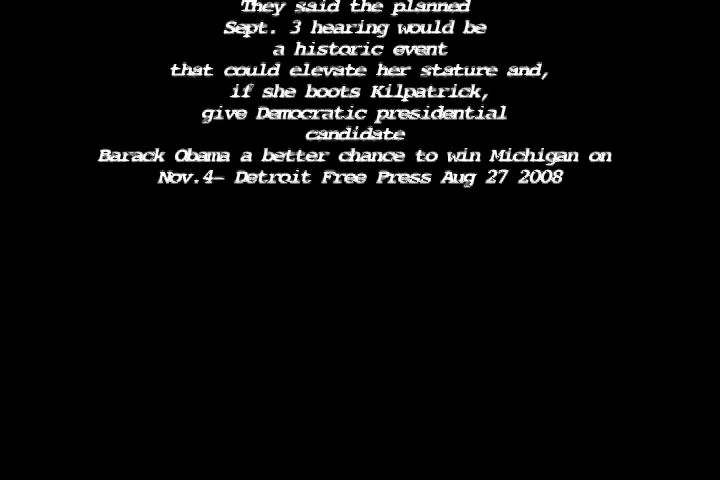 They said the planned
Sept. 3 hearing would be
a historic event
that could elevate her stature and,
if she boots Kilpatrick,
give Democratic presidential
candidate
Barack Obama a better chance to win Michigan on
Nov.4- Detroit Free Press Aug 27 2008